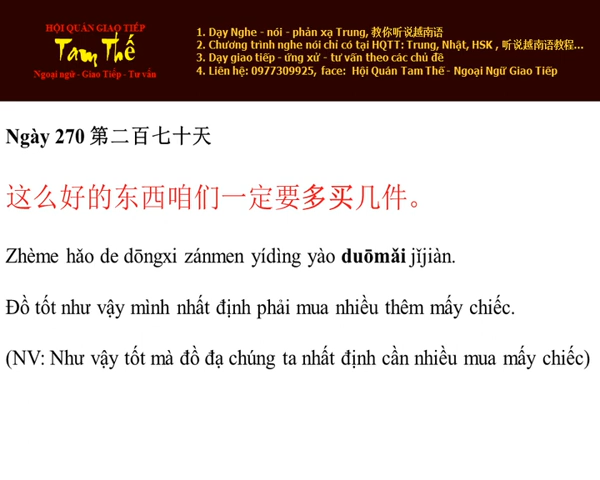 HỘI QUÁN GIAO TIẾP
Tam Thế
Ngoại ngữ - Giao Tiếp - Tư vấn
1. Dạy Nghe - nói - phản xạ Trung, 教你听说越南语
2. Chương trình nghe nói chỉ có tại HQTT: Trung, Nhật, HSK , 听说越南语教程...
3. Dạy giao tiếp - ứng xử - tư vấn theo các chủ đề
4. Liên hệ: 0977309925, face: Hội Quán Tam Thế - Ngoại Ngữ Giao Tiếp
Ngày 270 第二百七十天
这么好的东西咱们一定要多买几件。
Zhème hǎo de dōngxi zánmen yídìng yào duōmǎi jǐjiàn.
Đồ tốt như vậy mình nhất định phải mua nhiều thêm mấy chiếc.
(NV: Như vậy tốt mà đồ đạ chúng ta nhất định cần nhiều mua mấy chiếc)